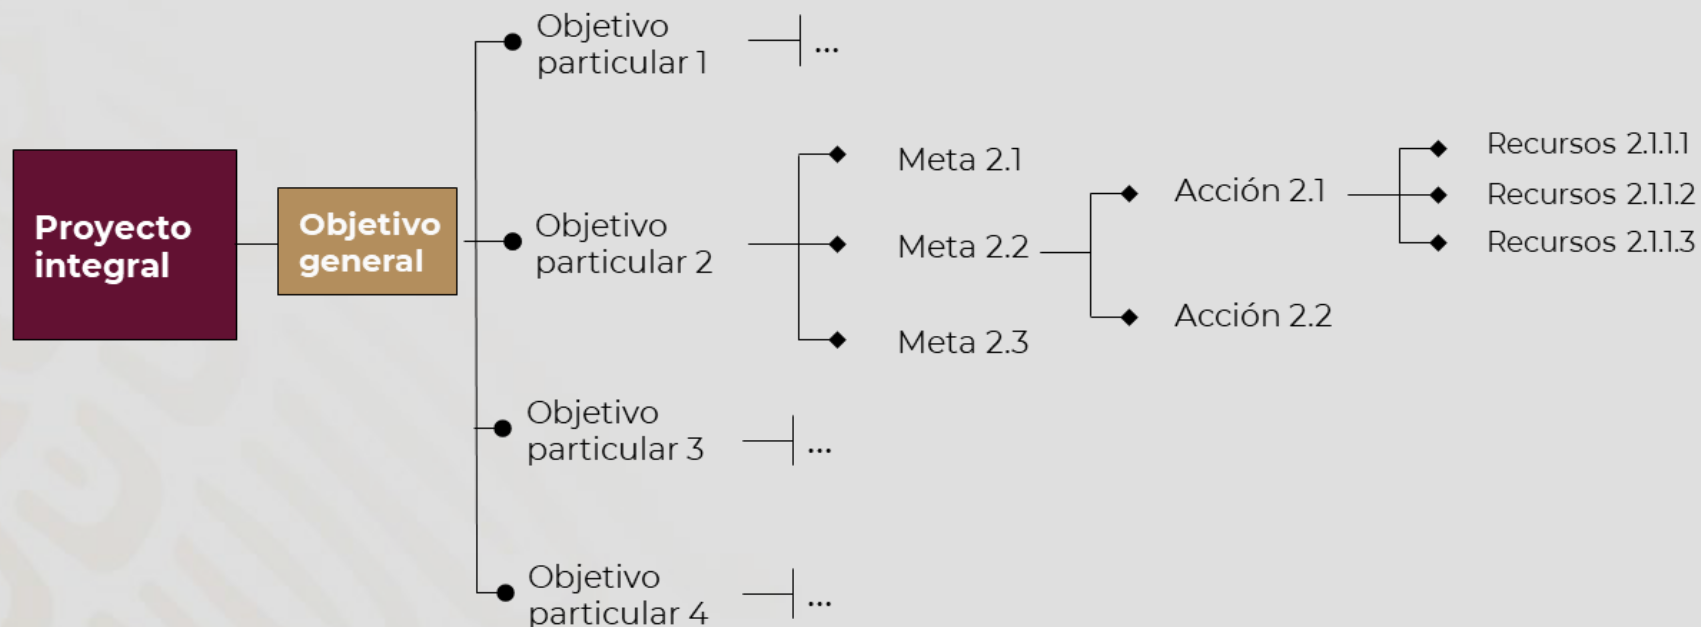 Proyecto
integral
Objetivo
general
Objetivo
particular 1
...
Objetivo
particular 2
Meta 2.1
Meta 2.2
Meta 2.3
Acción 2.1
Acción 2.2
Recursos 2.1.1.1
Recursos 2.1.1.2
Recursos 2.1.1.3
Objetivo
particular 3
...
Objetivo
particular 4
...